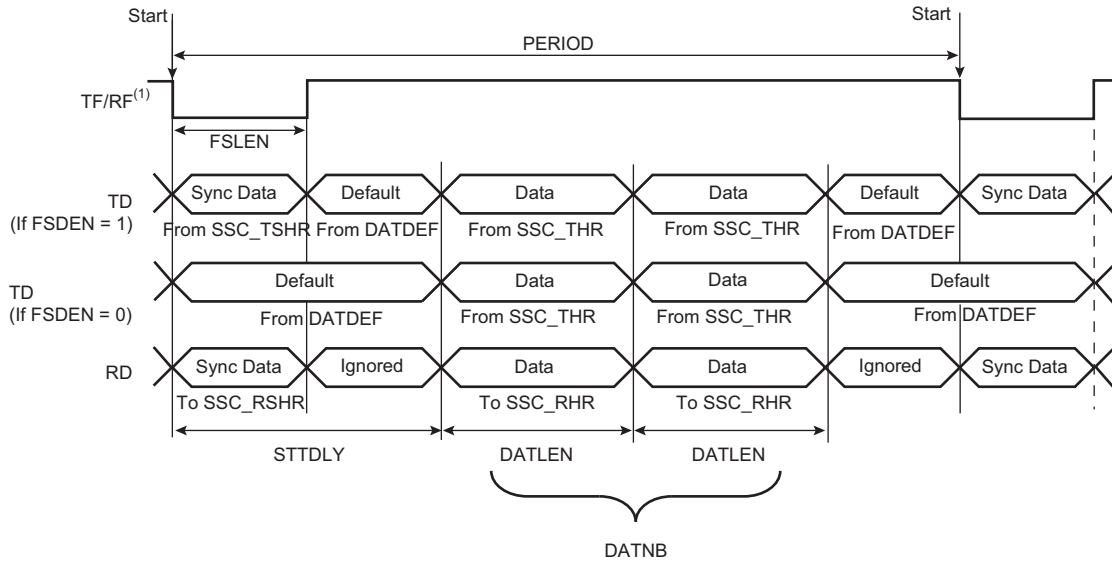 Start
Start
PERIOD
TF/RF(1)
FSLEN
TD
(If FSDEN = 1)
Sync Data
Default
Data
Data
Default
Sync Data
From SSC_TSHR
From DATDEF
From SSC_THR
From SSC_THR
From DATDEF
TD
(If FSDEN = 0)
Default
Data
Data
Default
From DATDEF
From SSC_THR
From SSC_THR
From DATDEF
RD
Sync Data
Ignored
Data
Data
Ignored
Sync Data
To SSC_RSHR
To SSC_RHR
To SSC_RHR
STTDLY
DATLEN
DATLEN
DATNB